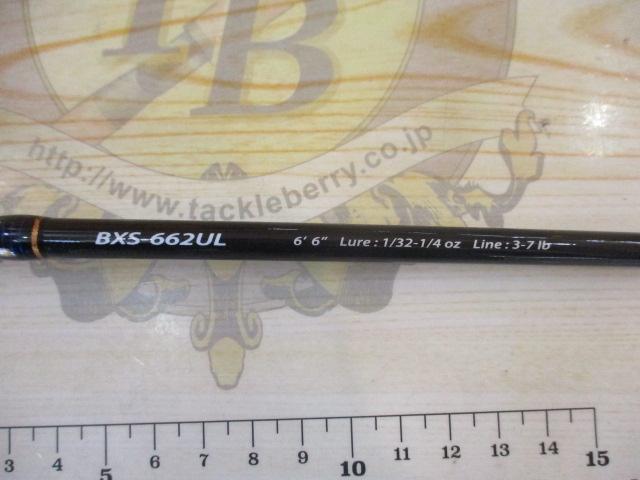 TB
http://www.tackleberry.co.jp
BXS-662UL 6' 6" Lure : 1/32-1/4 oz Line : 3-7 lb
3 4 5 6 7 8 9 10 11 12 13 14 15